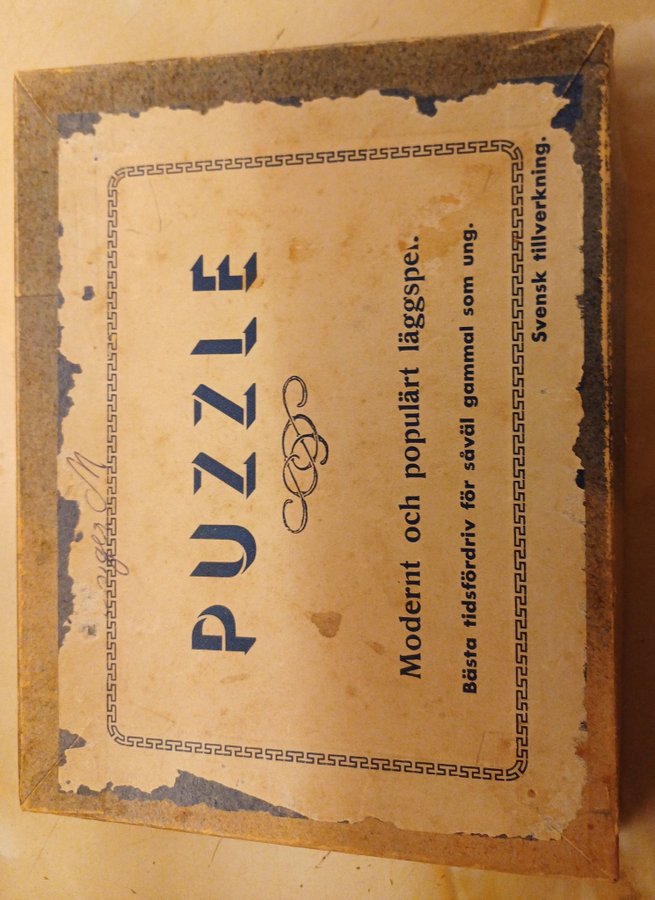 PUZZLE
Modernt och populärt läggspel.
Bästa tidsfördriv för såväl gammal som ung.
Svensk tillverkning.